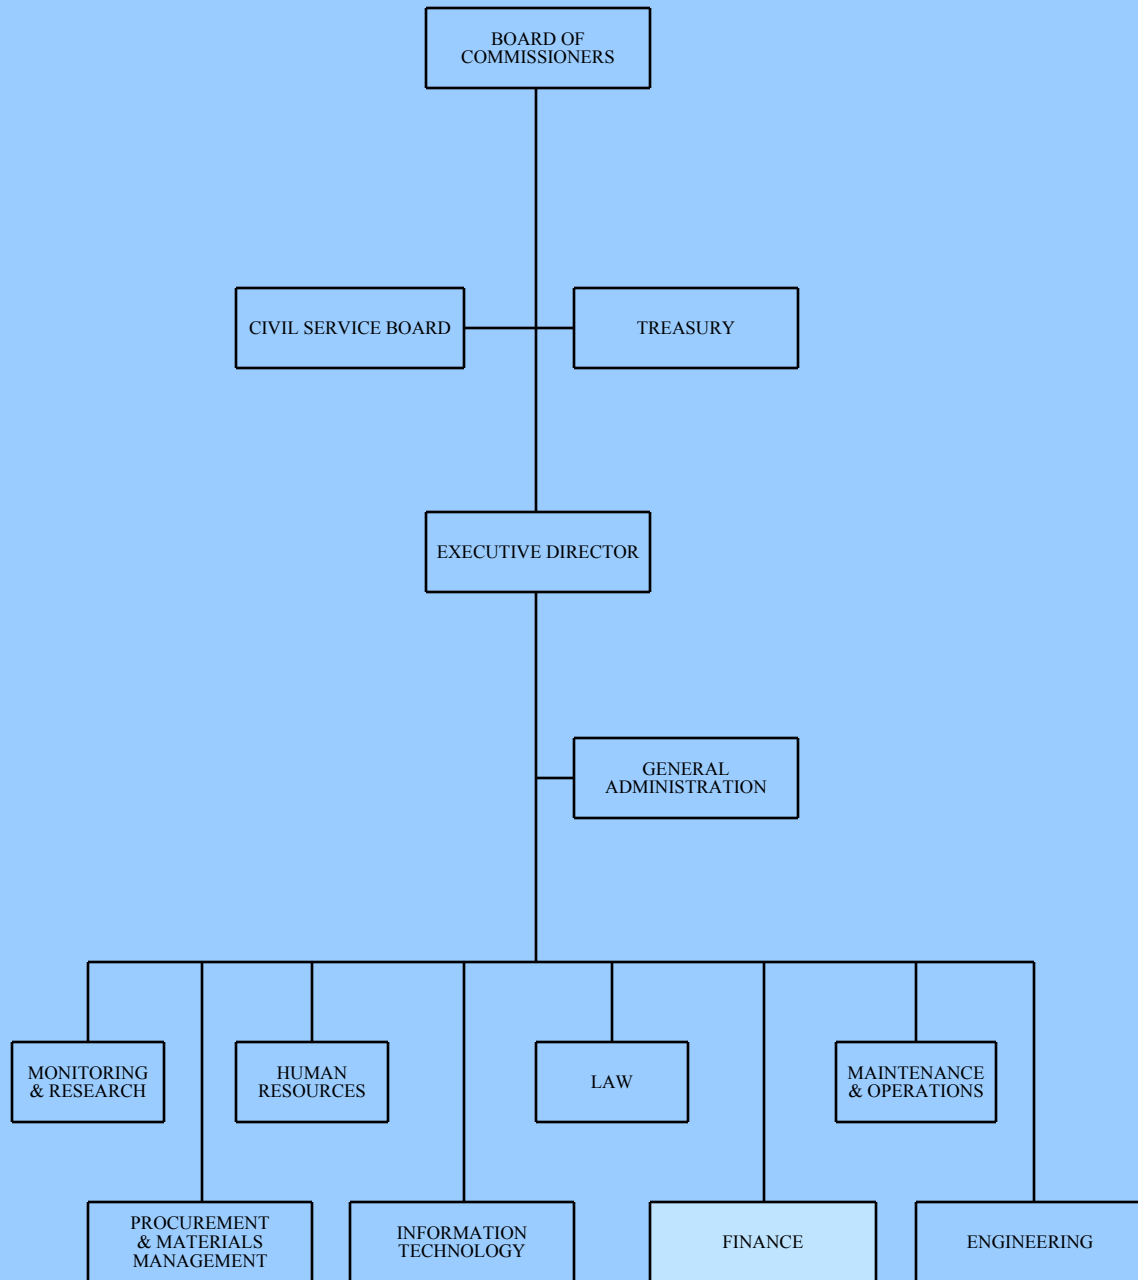 BOARD OF
COMMISSIONERS
CIVIL SERVICE BOARD
TREASURY
EXECUTIVE DIRECTOR
GENERAL
ADMINISTRATION
MONITORING
& RESEARCH
HUMAN
RESOURCES
LAW
MAINTENANCE
& OPERATIONS
PROCUREMENT
& MATERIALS
MANAGEMENT
INFORMATION
TECHNOLOGY
FINANCE
ENGINEERING